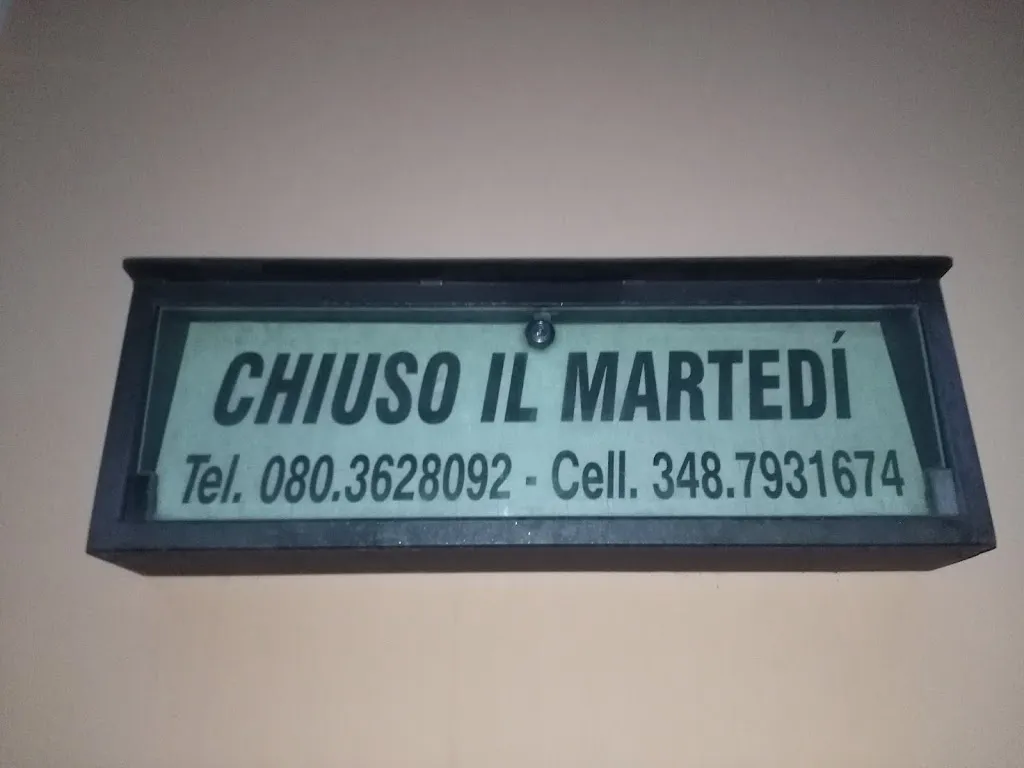 CHIUSO IL MARTEDÍ
Tel. 080.3628092 - Cell. 348.7931674